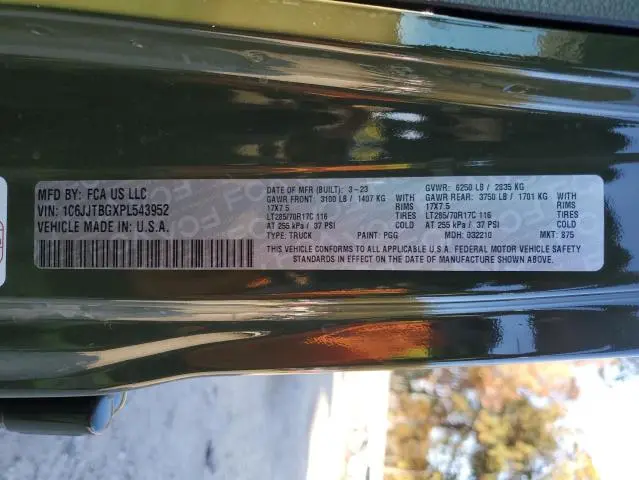 MFD BY: FCA US LLC
VIN: 1C6JJTBGXPL543952
VEHICLE MADE IN: U.S.A.
DATE OF MFR (BUILT): 3-23 GVWR: 6250 LB / 2835 KG
GAWR FRONT: 3100 LB / 1407 KG WITH GAWR REAR: 3750 LB / 1701 KG WITH
17X7.5 RIMS 17X7.5 RIMS
LT285/70R17C 116 TIRES LT285/70R17C 116 TIRES
AT 255 kPa / 37 PSI COLD AT 255 kPa / 37 PSI COLD
TYPE: TRUCK PAINT: PGG MDH: 032210 MKT: 875
CONFORMS TO ALL APPLICABLE U.S.A. FEDERAL MOTOR VEHICLE SAFETY
STANDARDS IN EFFECT ON THE DATE OF MANUFACTURE SHOWN ABOVE.